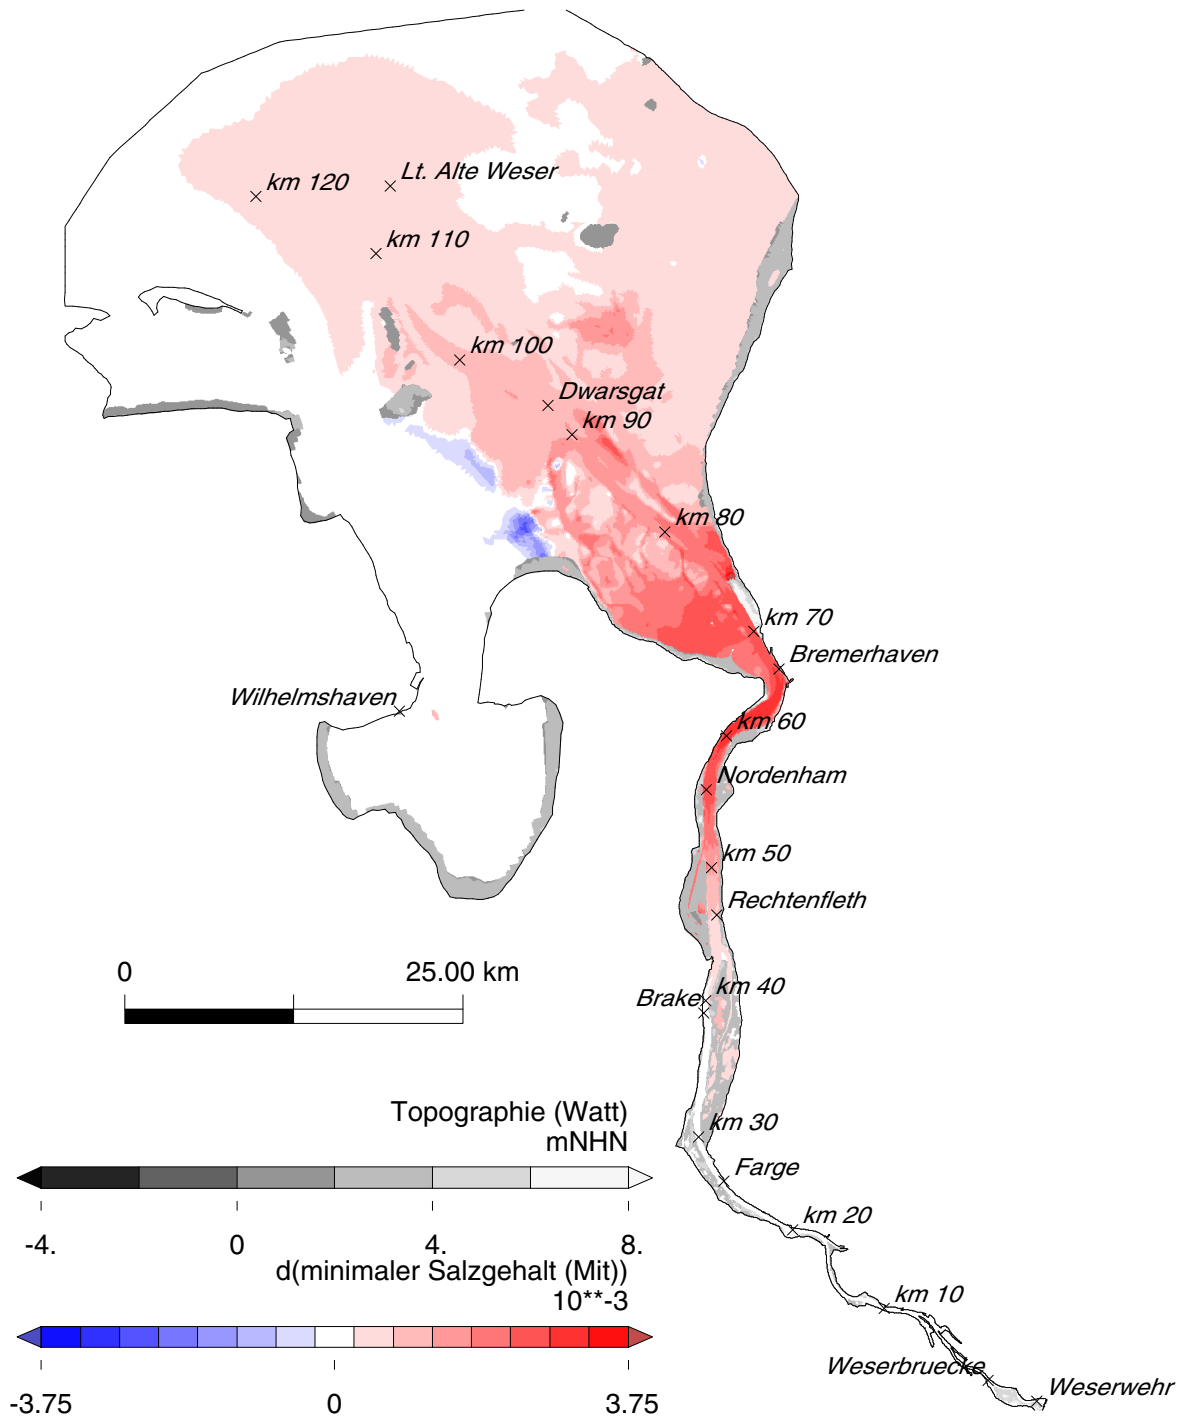 Lt. Alte Weser
km 120
km 110
km 100
Dwarsgat
km 90
km 80
km 70
Bremerhaven
Wilhelmshaven
km 60
Nordenham
km 50
Rechtenfleth
0 25.00 km
Brake km 40
Topographie (Watt)
mNHN
km 30
Farge
km 20
-4. 0 4. 8.
d(minimaler Salzgehalt (Mit))
10**-3
km 10
Weserbruecke
Weserwehr
-3.75 0 3.75